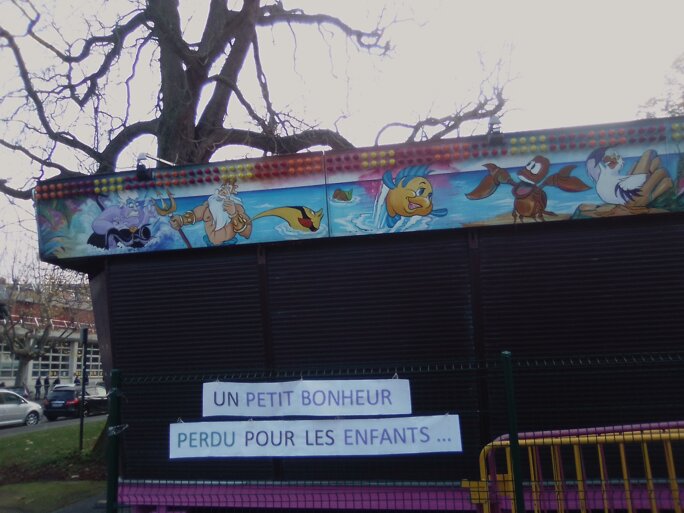 UN PETIT BONHEUR
PERDU POUR LES ENFANTS ...